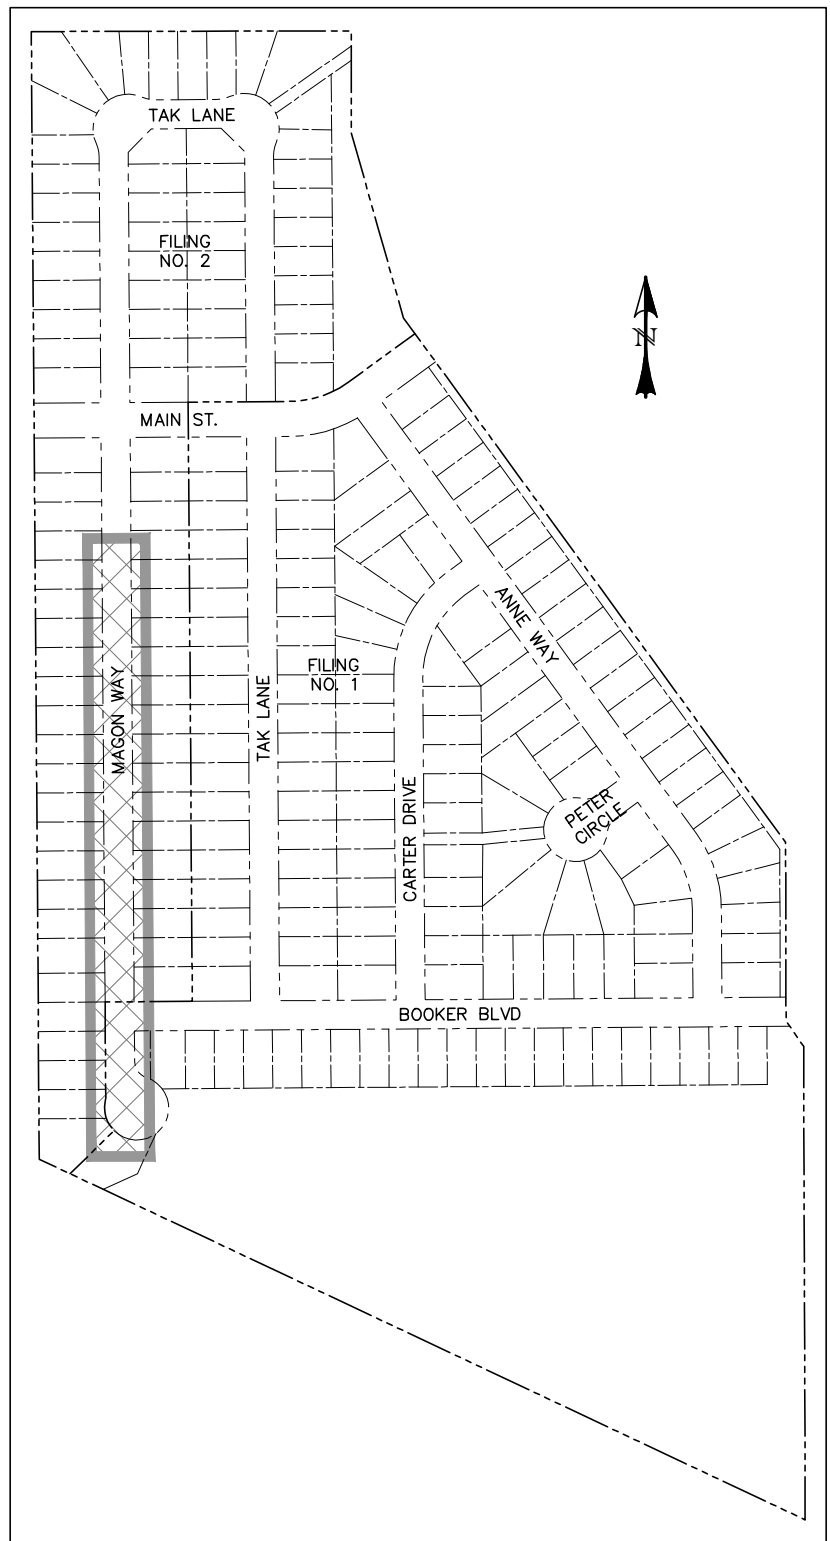 TAK LANE
FILING
NO. 2
N
MAIN ST.
ANNE WAY
FILING
NO. 1
MAGON WAY
TAK LANE
CARTER DRIVE
PETER
CIRCLE
BOOKER BLVD